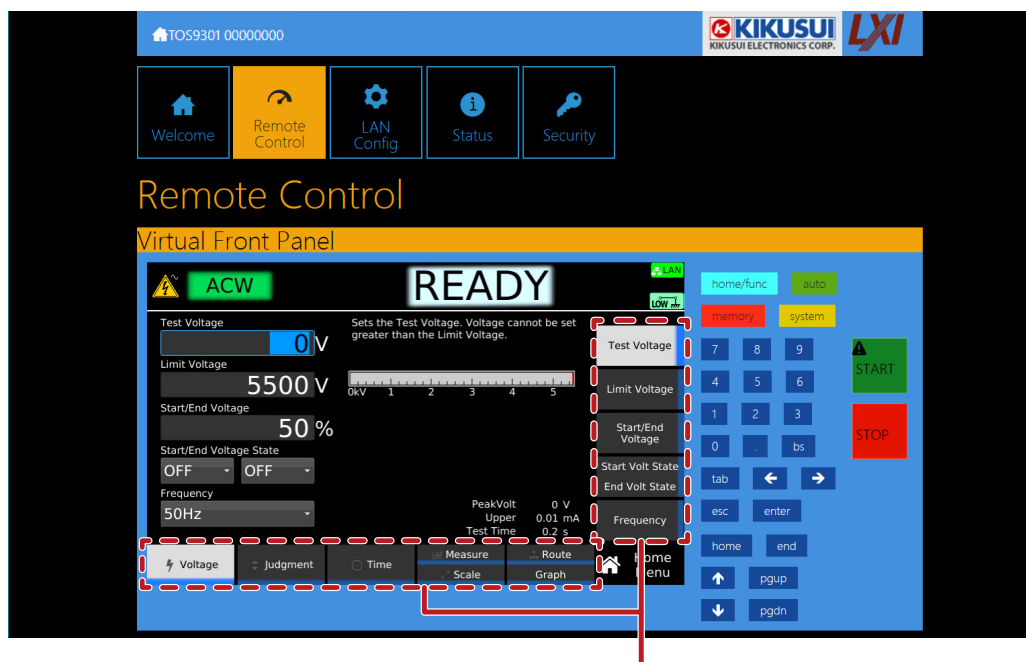 TOS9301 00000000
KIKUSUI
KIKUSUI ELECTRONICS CORP.
LXI
Welcome
Remote
Control
LAN
Config
Status
Security
Remote Control
Virtual Front Panel
ACW
READY
LAN
LOW
Test Voltage
0 V
Limit Voltage
5500 V
Start/End Voltage
50 %
Start/End Voltage State
OFF OFF
Frequency
50Hz
Sets the Test Voltage. Voltage cannot be set
greater than the Limit Voltage.
0kV 1 2 3 4 5
PeakVolt 0 V
Upper 0.01 mA
Test Time 0.2 s
Test Voltage
Limit Voltage
Start/End
Voltage
Start Volt State
End Volt State
Frequency
Voltage
Judgment
Time
Measure
Scale
Route
Graph
Home
Menu
home/func auto
memory system
7 8 9
4 5 6
1 2 3
0 . bs
tab
esc enter
home end
pgup
pgdn
START
STOP